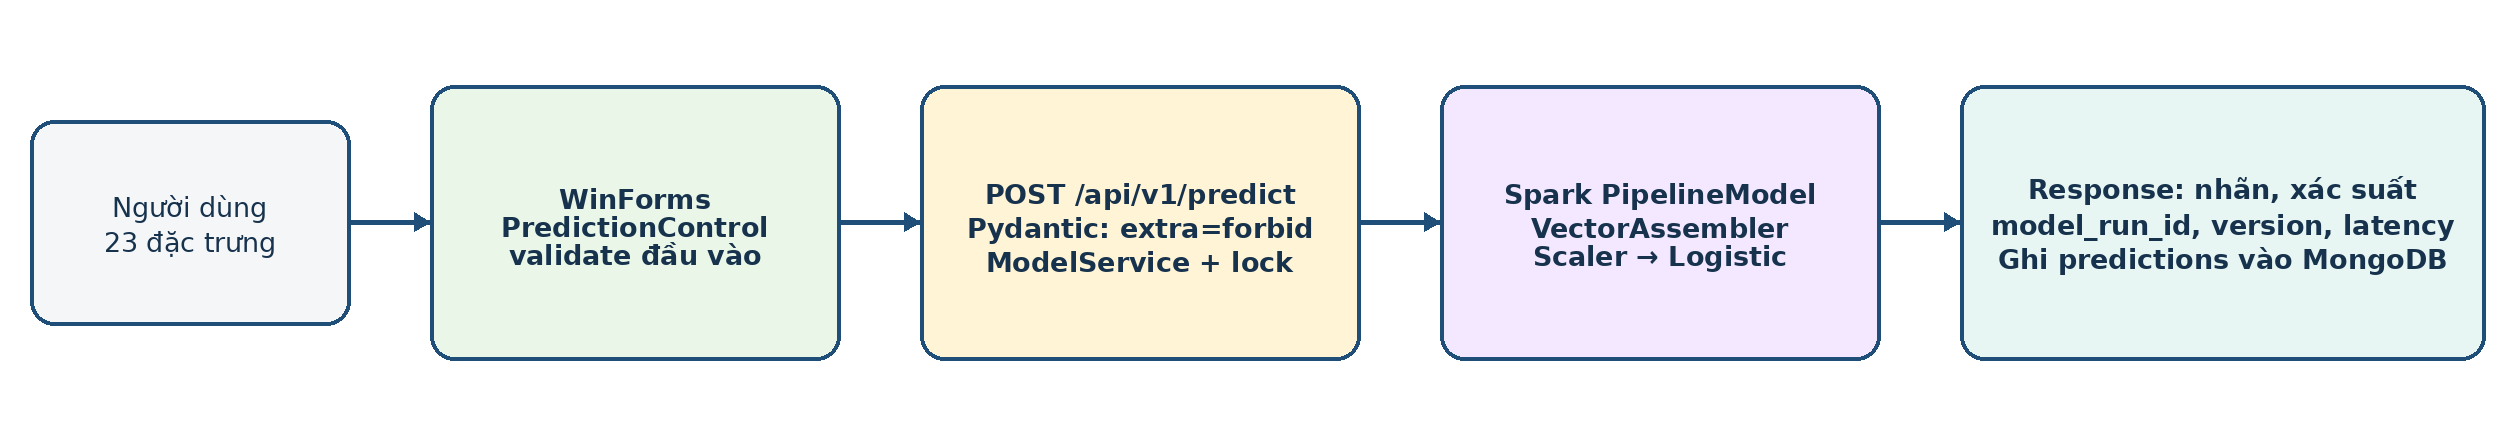 Người dùng
23 đặc trưng
WinForms
PredictionControl
validate đầu vào
POST /api/v1/predict
Pydantic: extra=forbid
ModelService + lock
Spark PipelineModel
VectorAssembler
Scaler → Logistic
Response: nhãn, xác suất
model_run_id, version, latency
Ghi predictions vào MongoDB